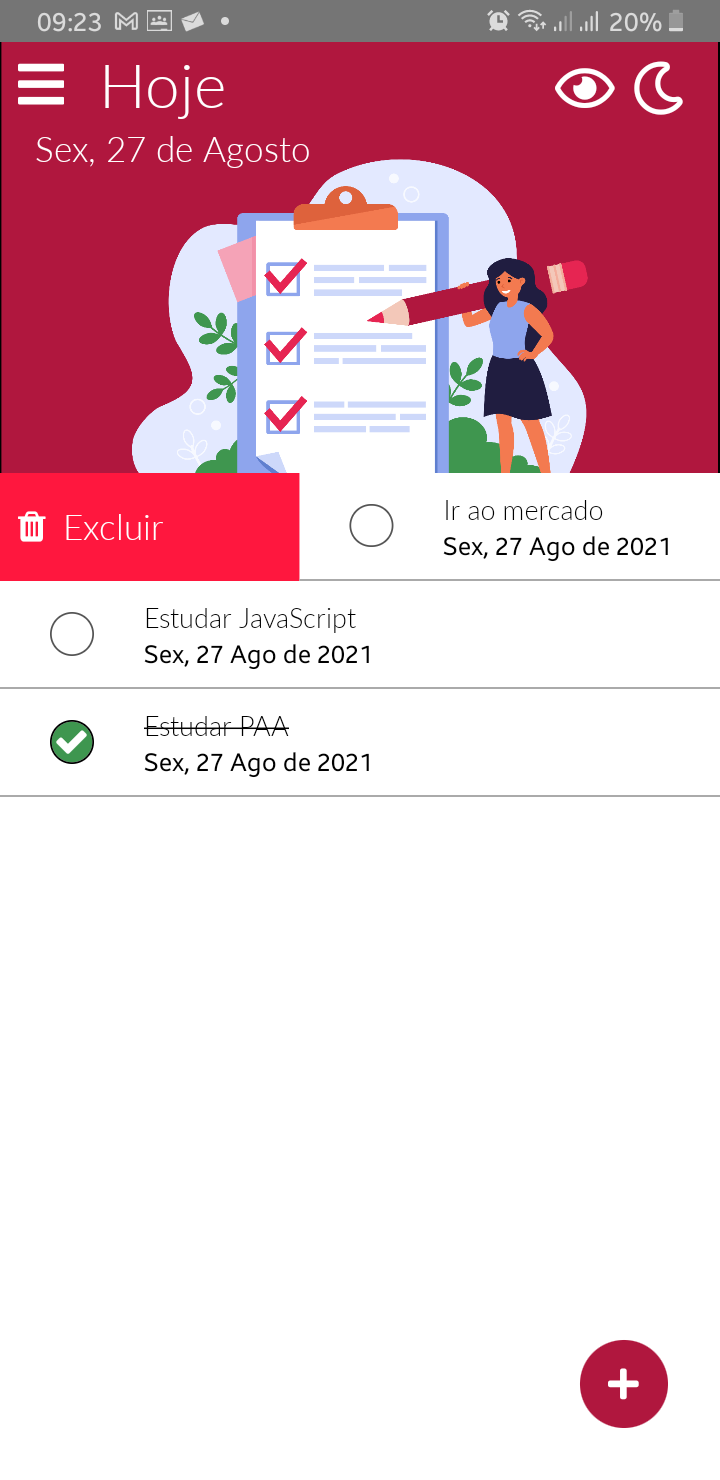 09:23
20%
Hoje
Sex, 27 de Agosto
Excluir
Ir ao mercado
Sex, 27 Ago de 2021
Estudar JavaScript
Sex, 27 Ago de 2021
Estudar PAA
Sex, 27 Ago de 2021